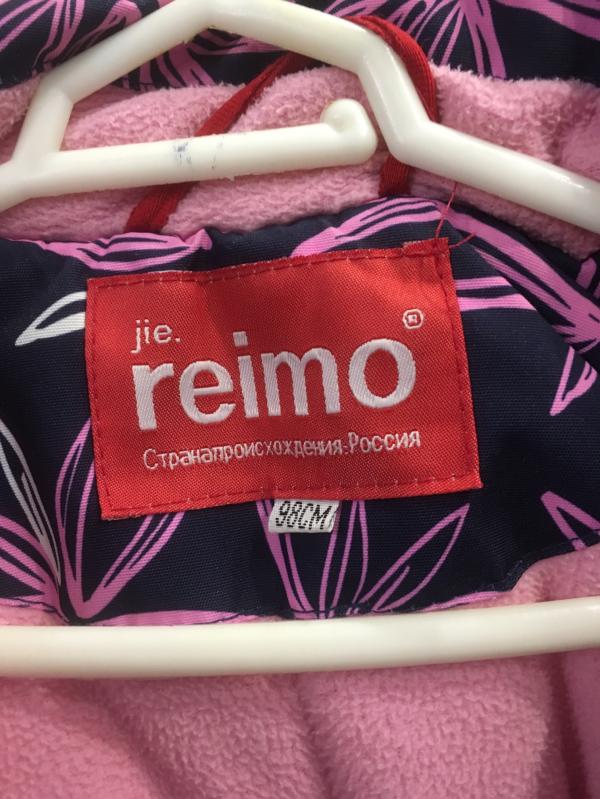 jie.
reimo®
Странапроисхождения:Россия
98CM